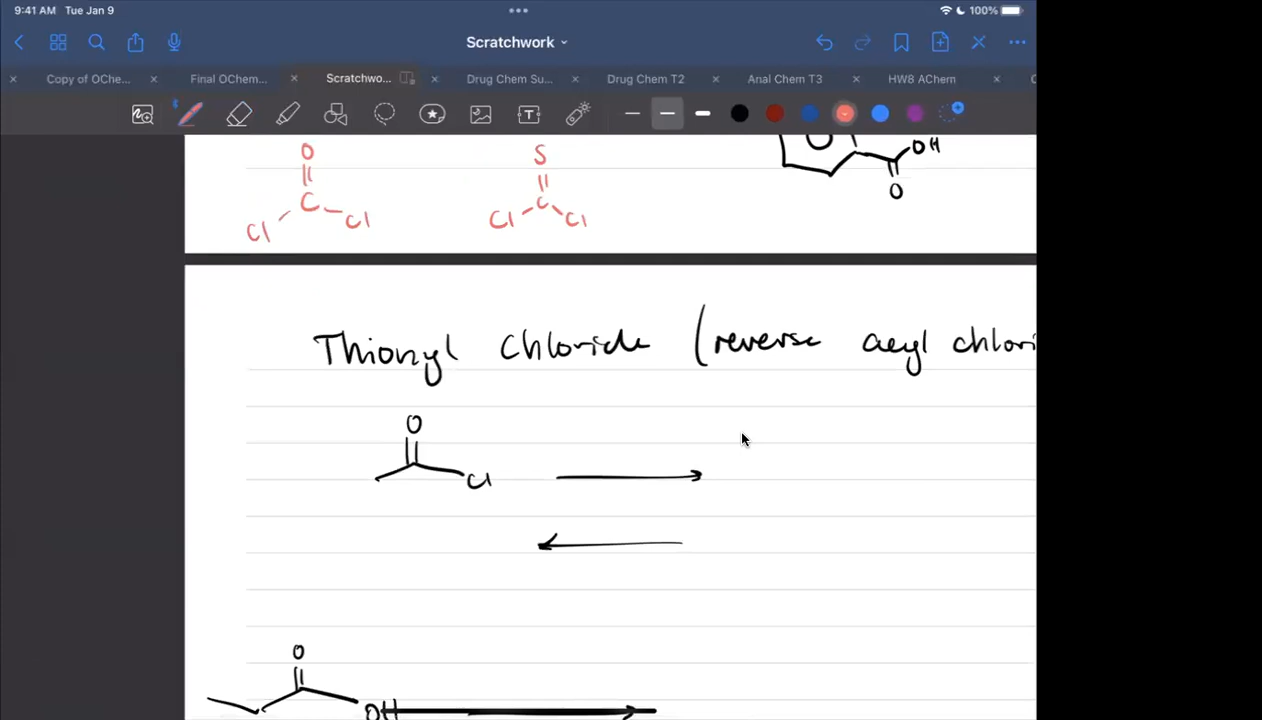 9:41 AM Tue Jan 9
100%
Scratchwork
Copy of OChe...
Final OChem...
Scratchwo...
Drug Chem Su...
Drug Chem T2
Anal Chem T3
HW8 AChem
T
O
C
Cl
Cl
S
C
Cl
Cl
O
OH
O
Thionyl Chloride (reverse acyl chlori
O
Cl
O
OH